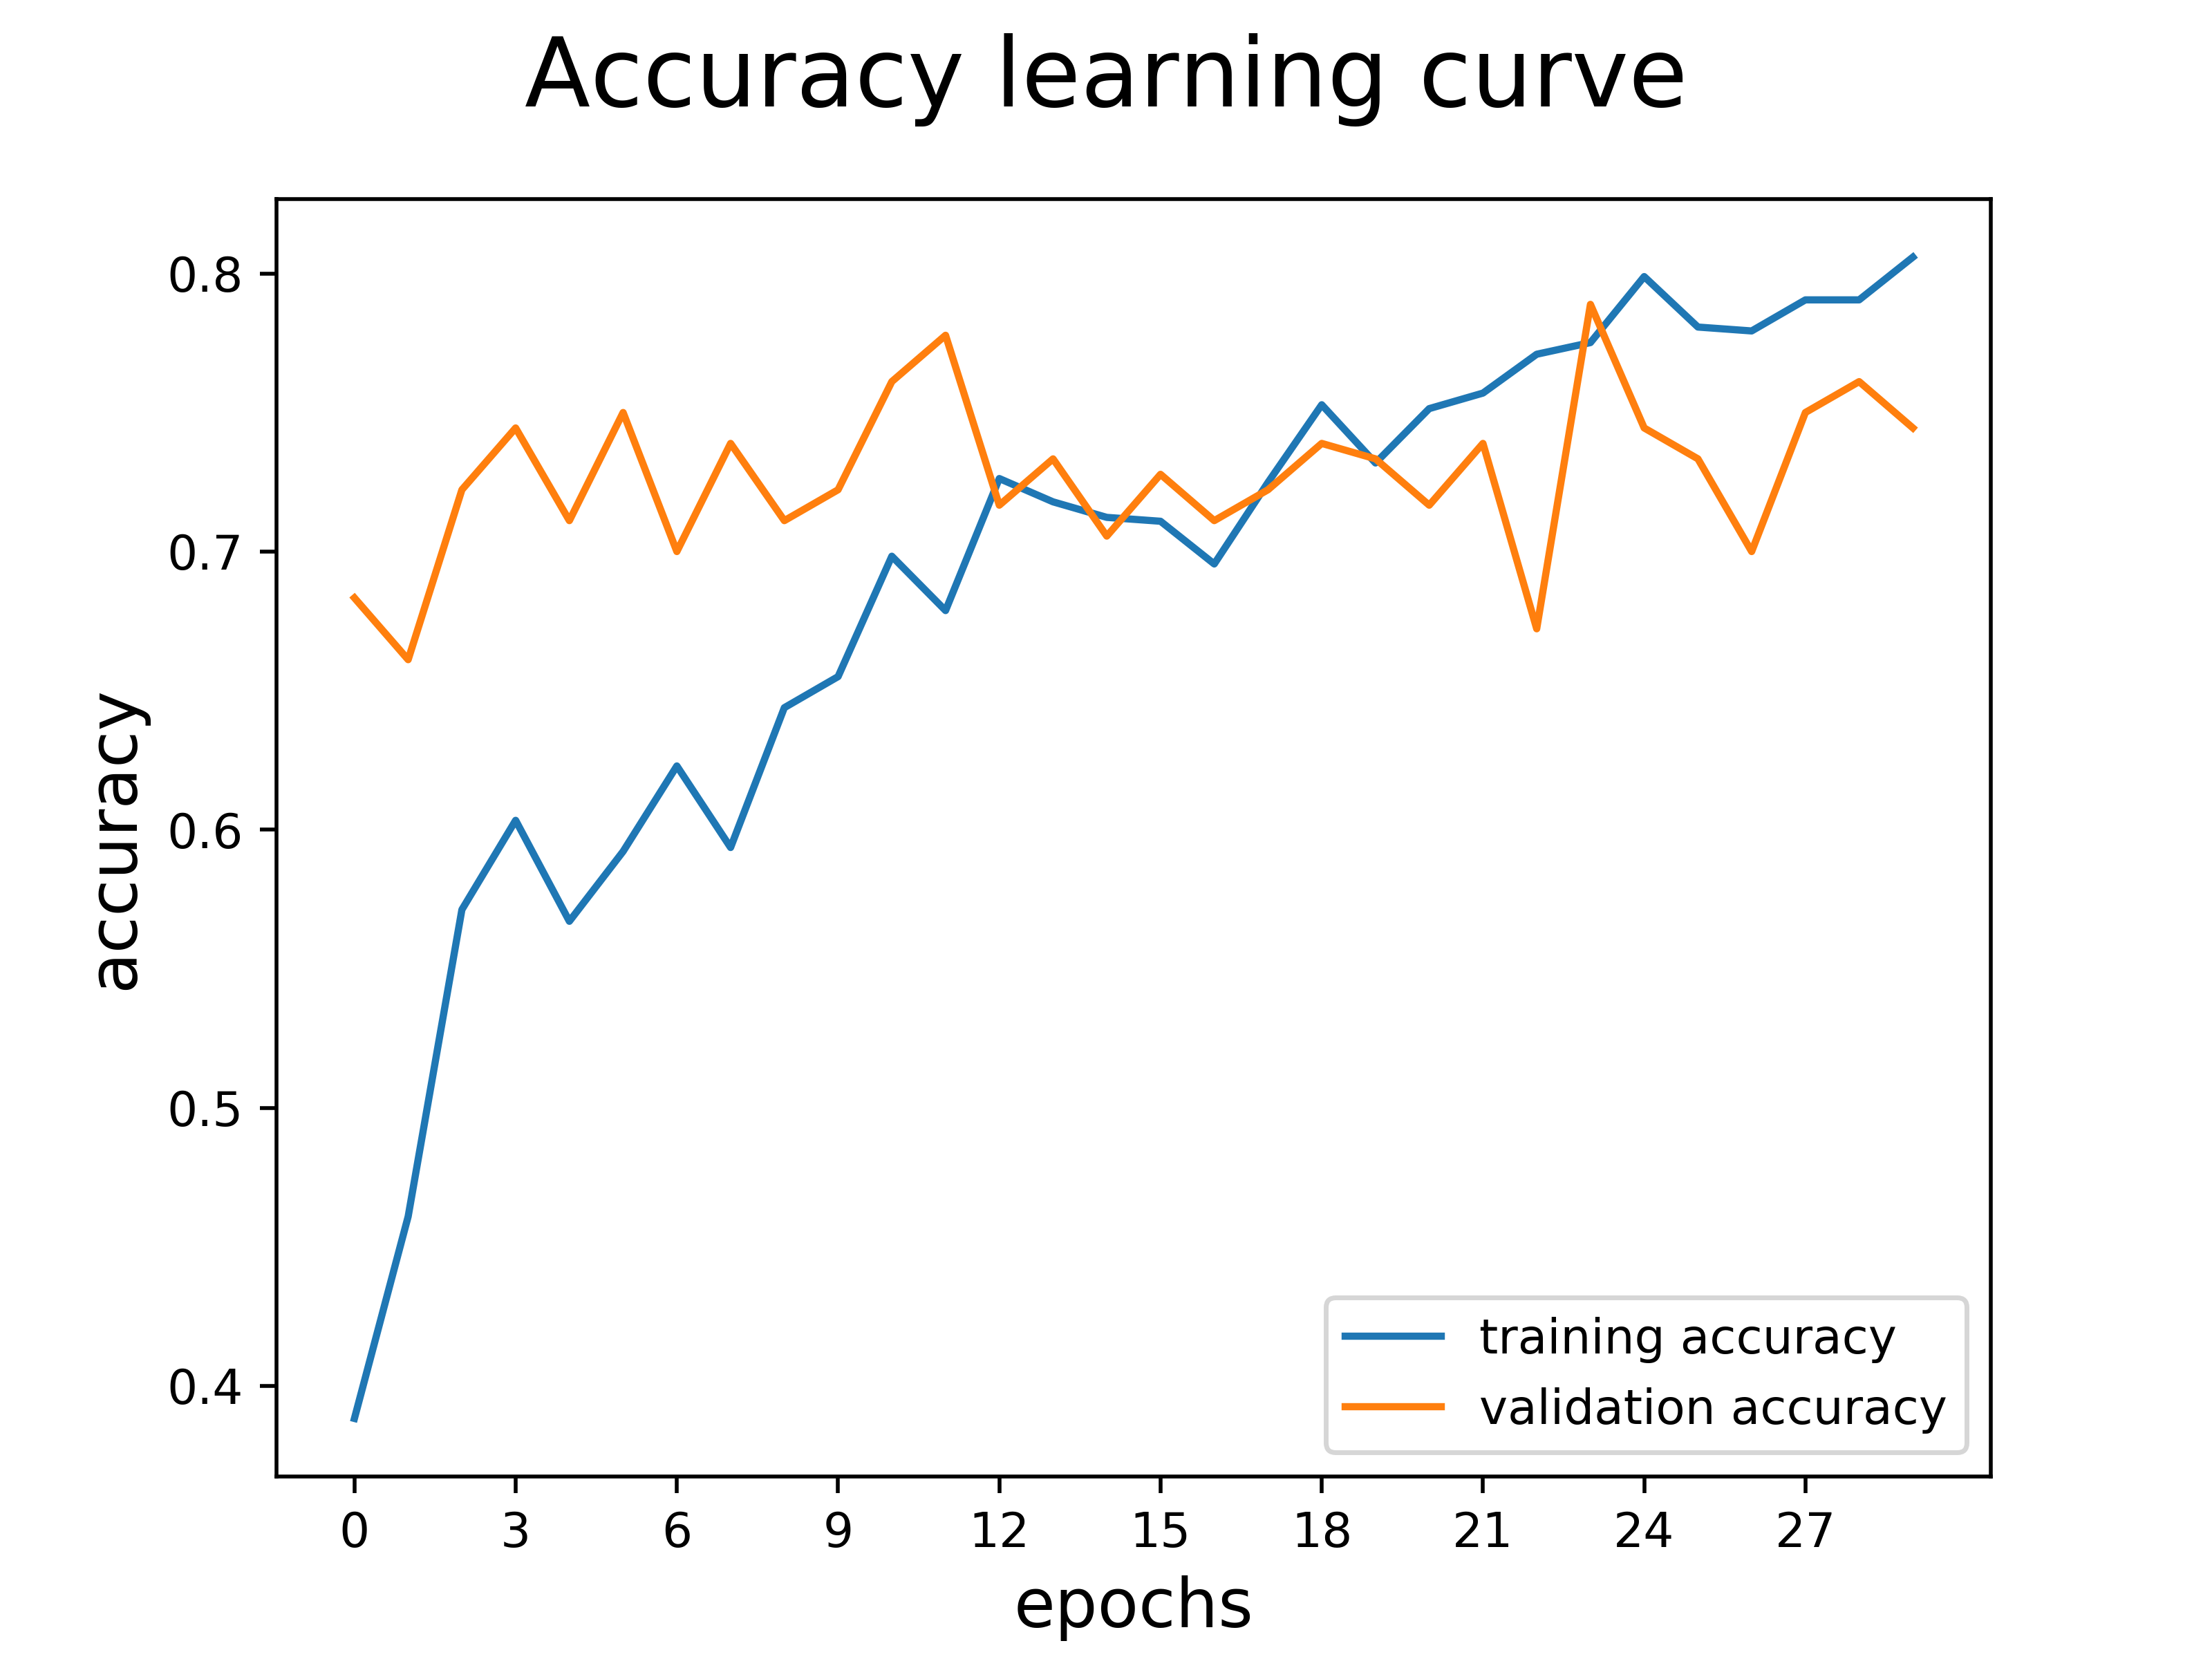 Accuracy learning curve
0.8
0.7
0.6
0.5
0.4
accuracy
training accuracy
validation accuracy
0 3 6 9 12 15 18 21 24 27
epochs